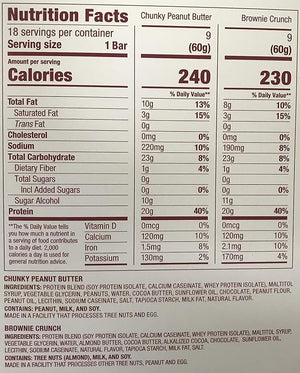 Nutrition Facts Chunky Peanut Butter Brownie Crunch
18 servings per container 9 9
Serving size 1 Bar (60g) (60g)
Amount per serving
Calories 240 230
% Daily Value** % Daily Value**
Total Fat 10g 13% 8g 10%
Saturated Fat 3g 15% 3g 15%
Trans Fat 0g 0g
Cholesterol 0mg 0% 0mg 0%
Sodium 220mg 10% 190mg 8%
Total Carbohydrate 23g 8% 23g 8%
Dietary Fiber 1g 4% 1g 4%
Total Sugars 0g 0g
Incl Added Sugars 0g 0% 0g 0%
Sugar Alcohol 10g 11g
Protein 20g 40% 20g 40%
**The % Daily Value tells Vitamin D 0mcg 0% 0mcg 0%
you how much a nutrient in Calcium 120mg 10% 120mg 10%
a serving of food contributes
to a daily diet. 2,000 Iron 1.5mg 8% 2.1mg 10%
calories a day is used for
general nutrition advice. Potassium 130mg 2% 170mg 4%
CHUNKY PEANUT BUTTER
INGREDIENTS: PROTEIN BLEND (SOY PROTEIN ISOLATE, CALCIUM CASEINATE, WHEY PROTEIN ISOLATE), MALTITOL
SYRUP, VEGETABLE GLYCERIN, PEANUTS, WATER, COCOA BUTTER, SUNFLOWER OIL, CHOCOLATE, PEANUT FLOUR,
PEANUT OIL, LECITHIN, SODIUM CASEINATE, SALT, TAPIOCA STARCH, MILK FAT, NATURAL FLAVOR.
CONTAINS: PEANUT, MILK, AND SOY.
MADE IN A FACILITY THAT PROCESSES TREE NUTS AND EGG.
BROWNIE CRUNCH
INGREDIENTS: PROTEIN BLEND (SOY PROTEIN ISOLATE, CALCIUM CASEINATE, WHEY PROTEIN ISOLATE), MALTITOL SYRUP,
VEGETABLE GLYCERIN, WATER, ALMOND BUTTER, COCOA BUTTER, ALKALIZED COCOA, CHOCOLATE, SUNFLOWER OIL,
LECITHIN, SODIUM CASEINATE, NATURAL FLAVOR, TAPIOCA STARCH, MILK FAT, SALT.
CONTAINS: TREE NUTS (ALMOND), MILK, AND SOY.
MADE IN A FACILITY THAT PROCESSES OTHER TREE NUTS, PEANUT AND EGG.